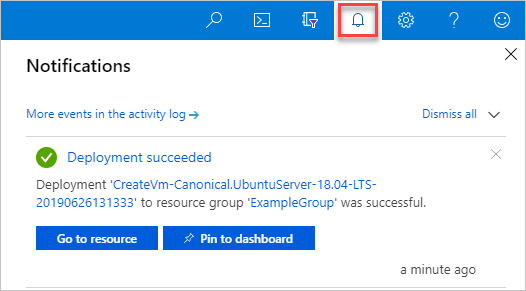 Notifications
More events in the activity log →
Dismiss all
Deployment succeeded
Deployment 'CreateVm-Canonical.UbuntuServer-18.04-LTS-
20190626131333' to resource group 'ExampleGroup' was successful.
Go to resource
Pin to dashboard
a minute ago